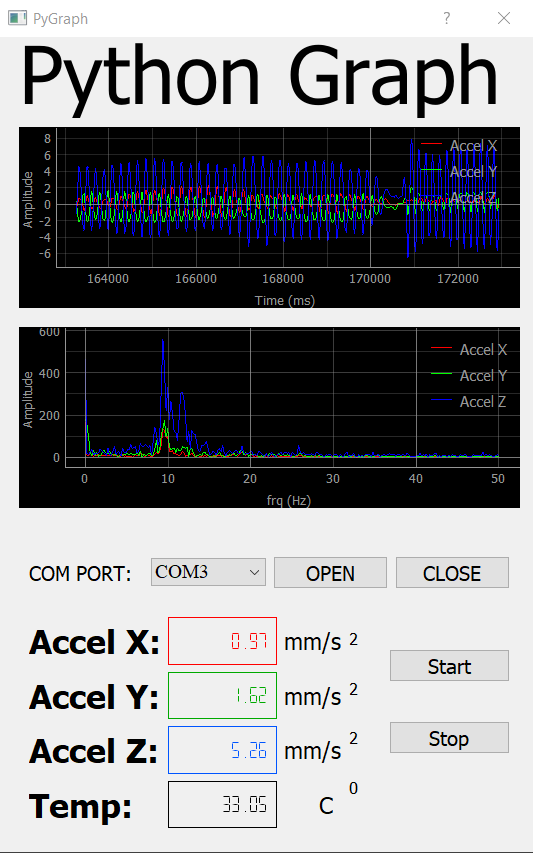 PyGraph ?
Python Graph
8
6
4
2
0
-2
-4
-6
Amplitude
Accel X
Accel Y
Accel Z
164000 166000 168000 170000 172000
Time (ms)
600
400
200
0
Amplitude
Accel X
Accel Y
Accel Z
0 10 20 30 40 50
frq (Hz)
COM PORT: COM3 OPEN CLOSE
Accel X: 0.97 mm/s 2
Start
Accel Y: 1.62 mm/s 2
Stop
Accel Z: 5.26 mm/s 2
Temp: 33.05 C 0